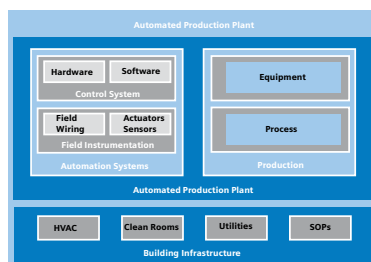 Automated Production Plant
Hardware
Software
Control System
Field
Wiring
Actuators
Sensors
Field Instrumentation
Automation Systems
Equipment
Process
Production
Automated Production Plant
HVAC
Clean Rooms
Utilities
SOPs
Building Infrastructure